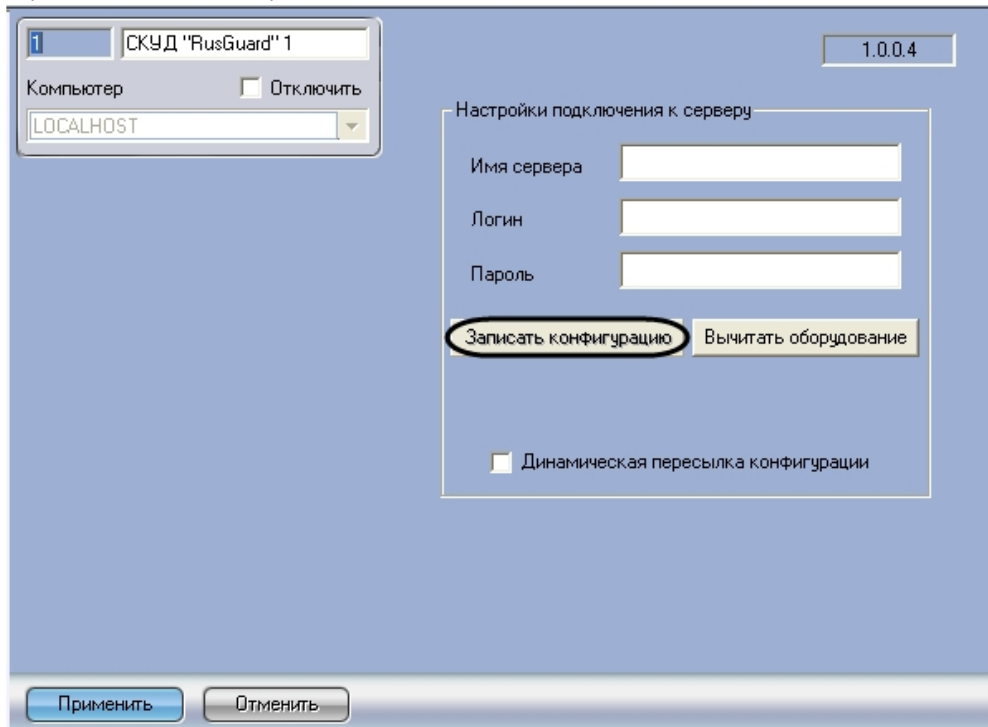 1 СКУД "RusGuard" 1
1.0.0.4
Компьютер Отключить
LOCALHOST
Настройки подключения к серверу
Имя сервера
Логин
Пароль
Записать конфигурацию Вычитать оборудование
Динамическая пересылка конфигурации
Применить Отменить